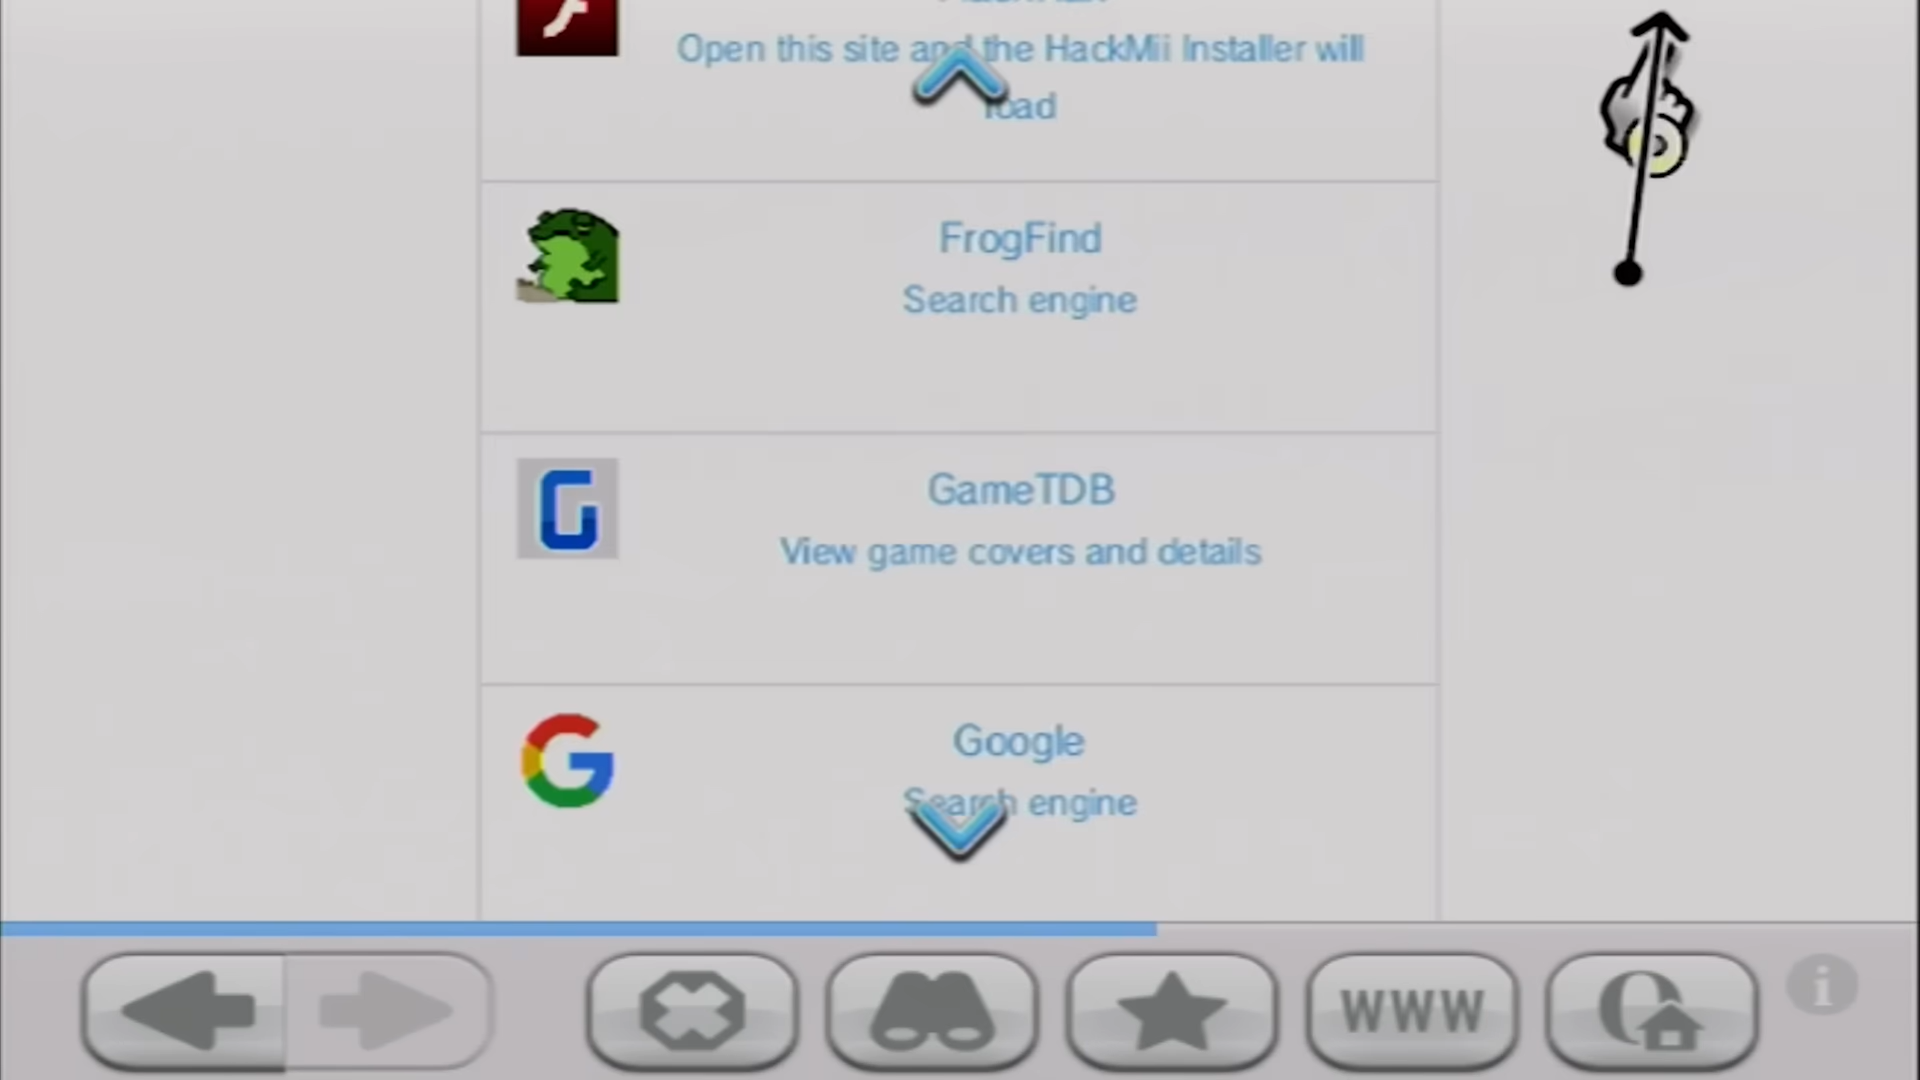 Open this site and the HackMii Installer will
load
FrogFind
Search engine
GameTDB
View game covers and details
Google
Search engine
WWW